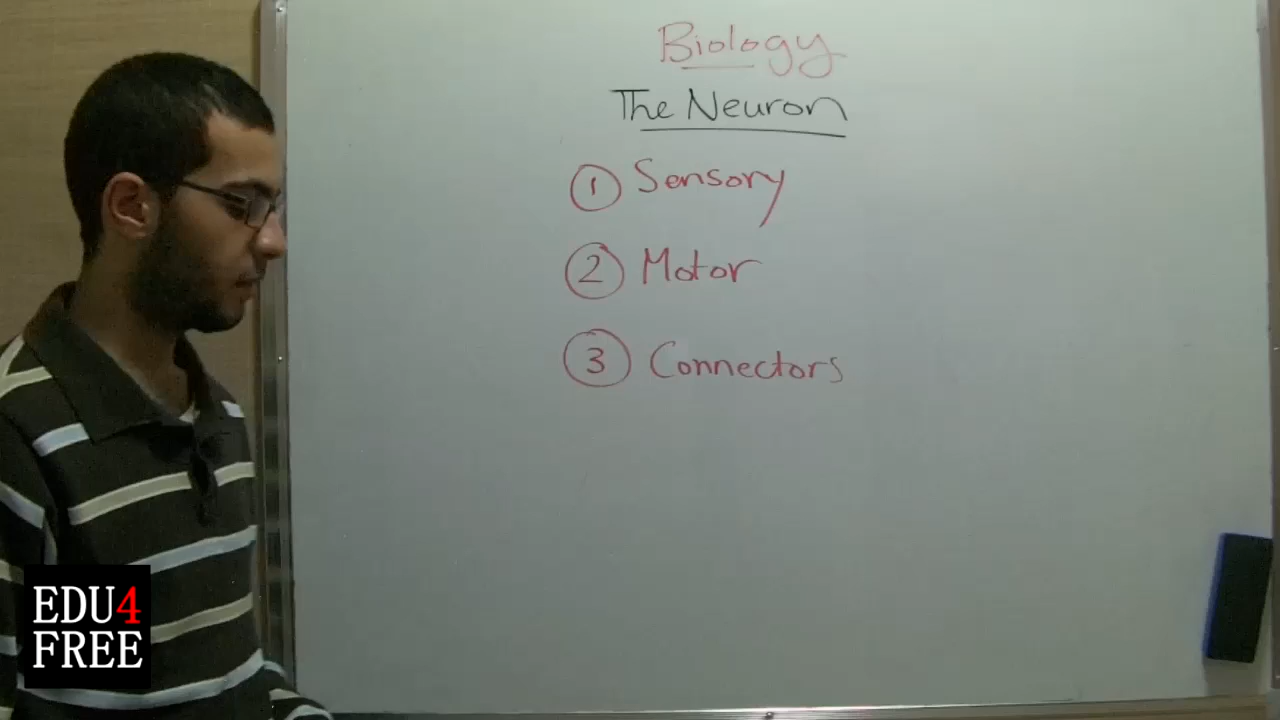 Biology
The Neuron
1 Sensory
2 Motor
3 Connectors
EDU4
FREE